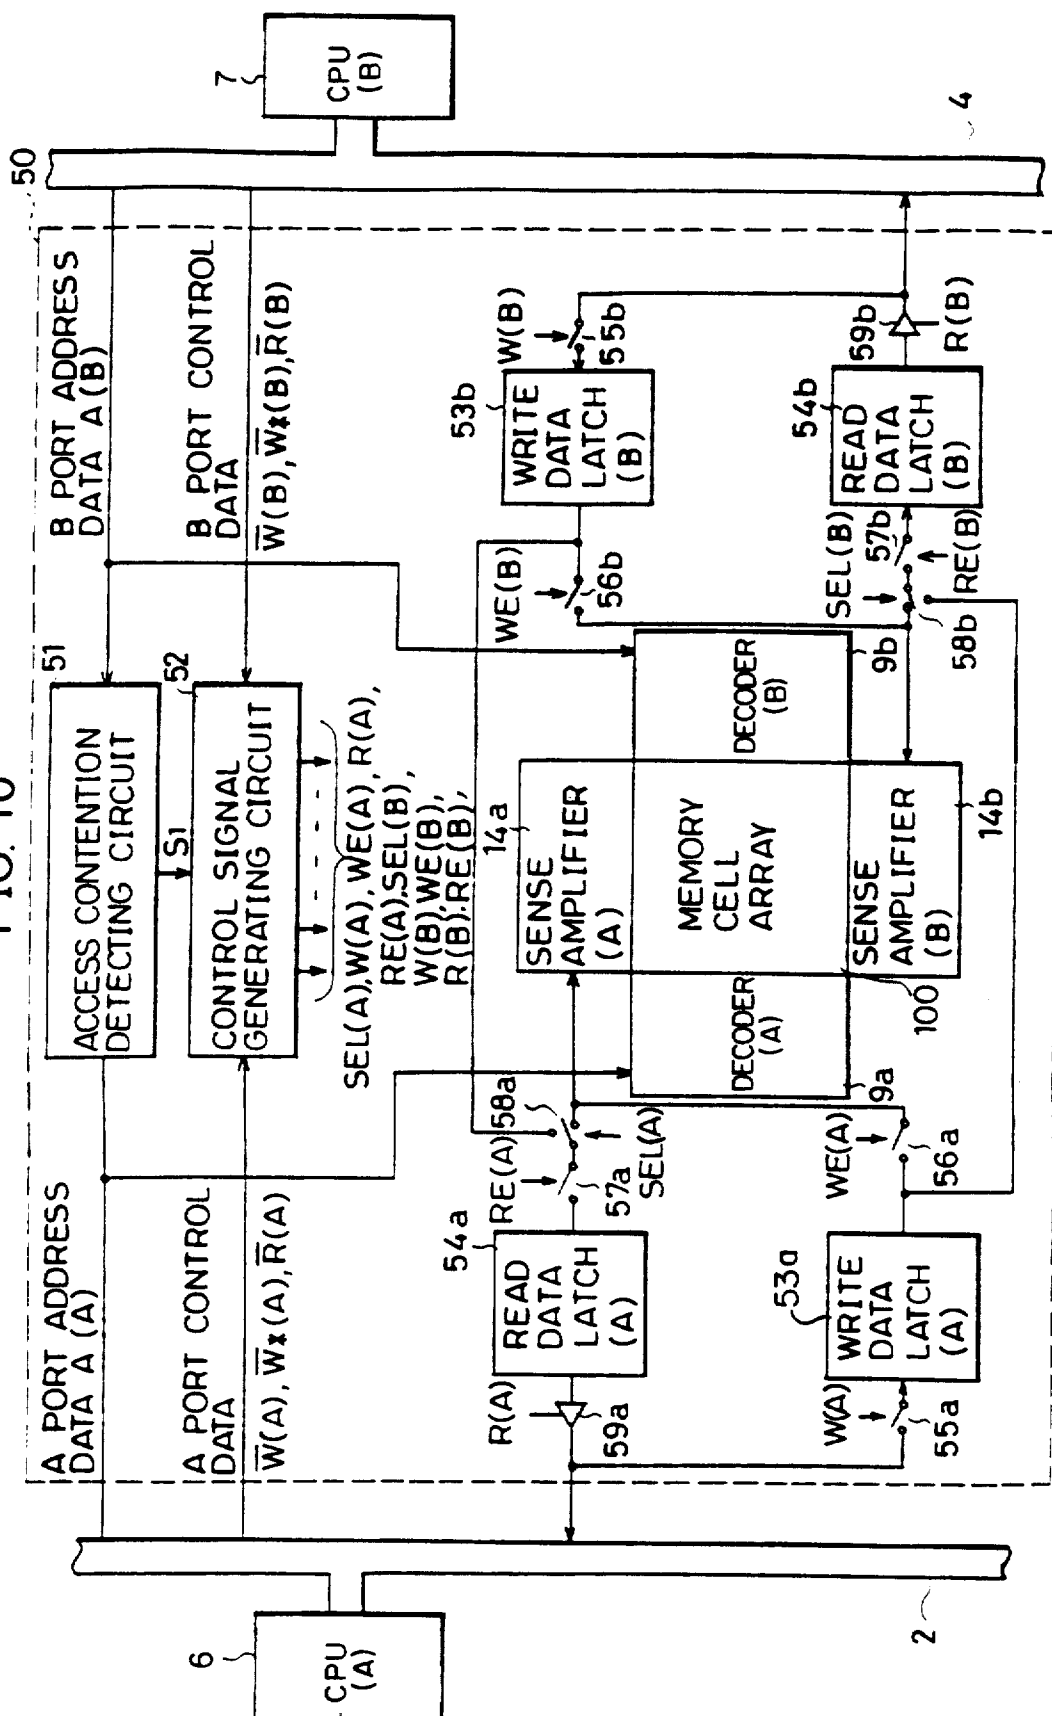 FIG. 10
50
A PORT ADDRESS
DATA A (A)
51
ACCESS CONTENTION
DETECTING CIRCUIT
B PORT ADDRESS
DATA A(B)
S1
A PORT CONTROL
DATA
W̅(A), W̅*(A), R̅(A)
52
CONTROL SIGNAL
GENERATING CIRCUIT
B PORT CONTROL
DATA
W̅(B), W̅*(B), R̅(B)
SEL(A),W(A),WE(A),R(A),
RE(A),SEL(B),
W(B),WE(B),
R(B),RE(B),
6
CPU
(A)
7
CPU
(B)
2
4
54a
READ
DATA
LATCH
(A)
R(A)
59a
RE(A)
57a
58a
SEL(A)
14a
SENSE
AMPLIFIER
(A)
WE(B)
56b
53b
WRITE
DATA
LATCH
(B)
W(B)
55b
DECODER
(A)
9a
MEMORY
CELL
ARRAY
100
DECODER
(B)
9b
W(A)
55a
53a
WRITE
DATA
LATCH
(A)
WE(A)
56a
SENSE
AMPLIFIER
(B)
14b
SEL(B)
58b
57b
RE(B)
54b
READ
DATA
LATCH
(B)
59b
R(B)